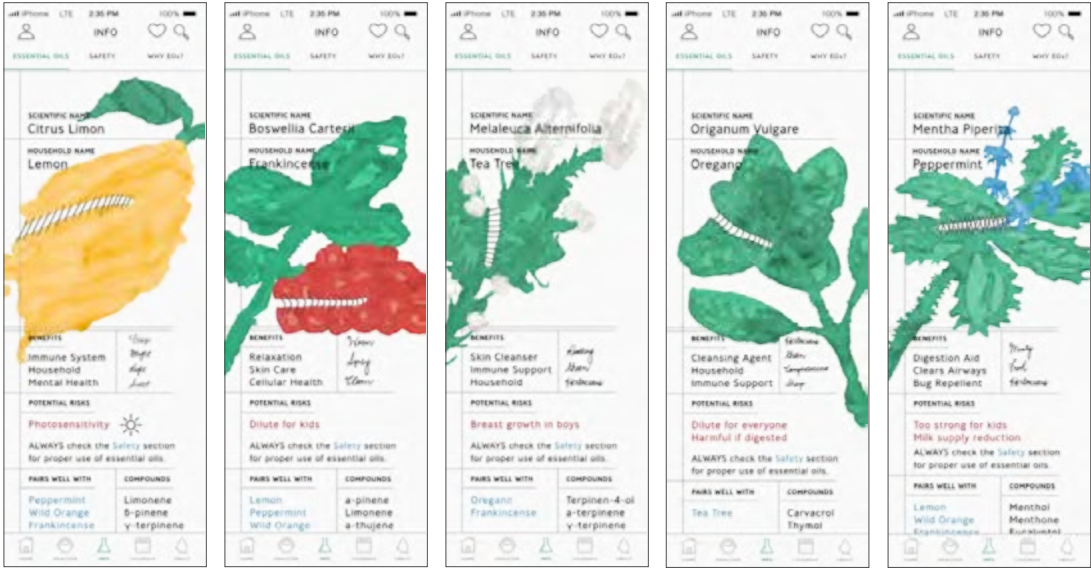 iPhone LTE 2:35 PM 100%
INFO
ESSENTIAL OILS SAFETY WHY EOs?
SCIENTIFIC NAME
Citrus Limon
HOUSEHOLD NAME
Lemon
BENEFITS
Immune System
Household
Mental Health
POTENTIAL RISKS
Photosensitivity
ALWAYS check the Safety section
for proper use of essential oils.
PAIRS WELL WITH COMPOUNDS
Peppermint Limonene
Wild Orange β-pinene
Frankincense γ-terpinene
iPhone LTE 2:35 PM 100%
INFO
ESSENTIAL OILS SAFETY WHY EOs?
SCIENTIFIC NAME
Boswellia Carterii
HOUSEHOLD NAME
Frankincense
BENEFITS
Relaxation
Skin Care
Cellular Health
Warm
Spicy
Clean
POTENTIAL RISKS
Dilute for kids
ALWAYS check the Safety section
for proper use of essential oils.
PAIRS WELL WITH COMPOUNDS
Lemon a-pinene
Peppermint Limonene
Wild Orange a-thujene
iPhone LTE 2:35 PM 100%
INFO
ESSENTIAL OILS SAFETY WHY EOs?
SCIENTIFIC NAME
Melaleuca Alternifolia
HOUSEHOLD NAME
Tea Tree
BENEFITS
Skin Cleanser
Immune Support
Household
Herbaceous
POTENTIAL RISKS
Breast growth in boys
ALWAYS check the Safety section
for proper use of essential oils.
PAIRS WELL WITH COMPOUNDS
Oregano Terpinen-4-ol
Frankincense a-terpinene
γ-terpinene
iPhone LTE 2:35 PM 100%
INFO
ESSENTIAL OILS SAFETY WHY EOs?
SCIENTIFIC NAME
Origanum Vulgare
HOUSEHOLD NAME
Oregano
BENEFITS
Cleansing Agent
Household
Immune Support
Herbaceous
Sharp
POTENTIAL RISKS
Dilute for everyone
Harmful if digested
ALWAYS check the Safety section
for proper use of essential oils.
PAIRS WELL WITH COMPOUNDS
Tea Tree Carvacrol
Thymol
iPhone LTE 2:35 PM 100%
INFO
ESSENTIAL OILS SAFETY WHY EOs?
SCIENTIFIC NAME
Mentha Piperita
HOUSEHOLD NAME
Peppermint
BENEFITS
Digestion Aid
Clears Airways
Bug Repellent
Minty
Herbaceous
POTENTIAL RISKS
Too strong for kids
Milk supply reduction
ALWAYS check the Safety section
for proper use of essential oils.
PAIRS WELL WITH COMPOUNDS
Lemon Menthol
Wild Orange Menthone
Frankincense Eucalyptol